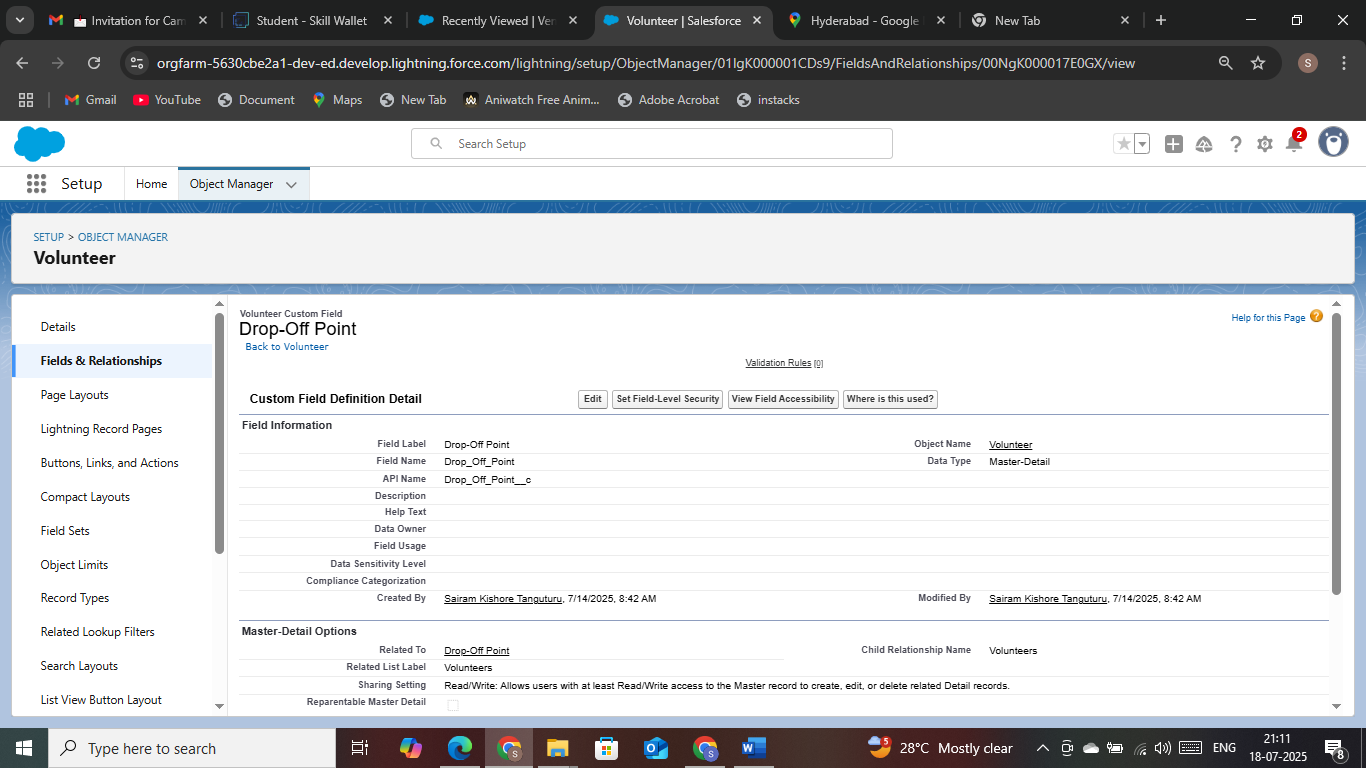 Invitation for Cam
Student - Skill Wallet
Recently Viewed | Ven
Volunteer | Salesforce
Hyderabad - Google
New Tab
orgfarm-5630cbe2a1-dev-ed.develop.lightning.force.com/lightning/setup/ObjectManager/01IgK000001CDs9/FieldsAndRelationships/00NgK000017E0GX/view
S
Gmail
YouTube
Document
Maps
New Tab
Aniwatch Free Anim...
Adobe Acrobat
instacks
Search Setup
2
Setup
Home
Object Manager
SETUP > OBJECT MANAGER
Volunteer
Details
Fields & Relationships
Page Layouts
Lightning Record Pages
Buttons, Links, and Actions
Compact Layouts
Field Sets
Object Limits
Record Types
Related Lookup Filters
Search Layouts
List View Button Layout
Volunteer Custom Field
Drop-Off Point
Back to Volunteer
Help for this Page
Validation Rules [0]
Custom Field Definition Detail
Edit
Set Field-Level Security
View Field Accessibility
Where is this used?
Field Information
Field Label Drop-Off Point Object Name Volunteer
Field Name Drop_Off_Point Data Type Master-Detail
API Name Drop_Off_Point__c
Description
Help Text
Data Owner
Field Usage
Data Sensitivity Level
Compliance Categorization
Created By Sairam Kishore Tanguturu, 7/14/2025, 8:42 AM Modified By Sairam Kishore Tanguturu, 7/14/2025, 8:42 AM
Master-Detail Options
Related To Drop-Off Point Child Relationship Name Volunteers
Related List Label Volunteers
Sharing Setting Read/Write: Allows users with at least Read/Write access to the Master record to create, edit, or delete related Detail records.
Reparentable Master Detail
Type here to search
5
28°C Mostly clear
ENG
21:11
18-07-2025
8